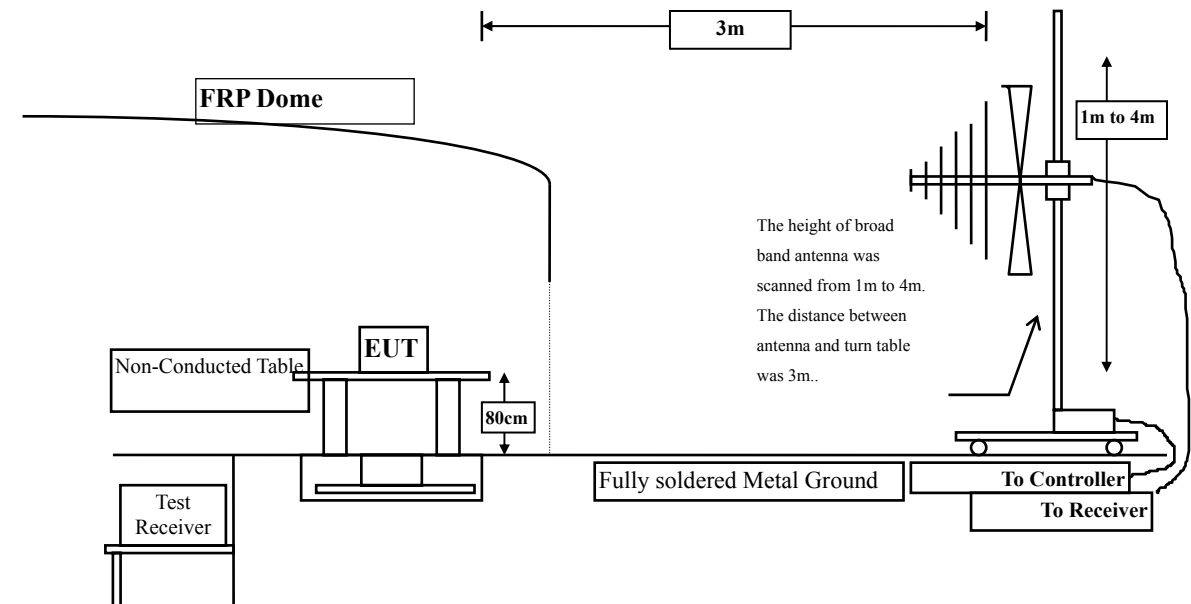 3m
FRP Dome
1m to 4m
The height of broad
band antenna was
scanned from 1m to 4m.
The distance between
antenna and turn table
was 3m..
EUT
Non-Conducted Table
80cm
Fully soldered Metal Ground
To Controller
To Receiver
Test
Receiver